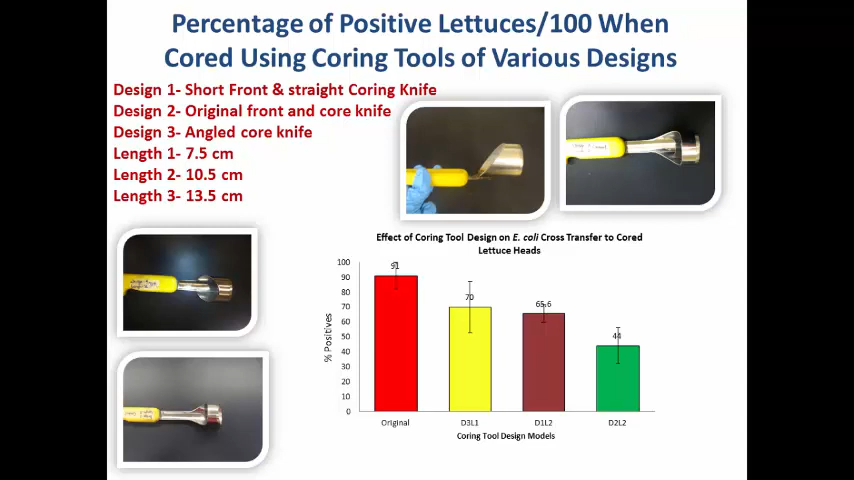 Percentage of Positive Lettuces/100 When
Cored Using Coring Tools of Various Designs
Design 1- Short Front & straight Coring Knife
Design 2- Original front and core knife
Design 3- Angled core knife
Length 1- 7.5 cm
Length 2- 10.5 cm
Length 3- 13.5 cm
Effect of Coring Tool Design on E. coli Cross Transfer to Cored
Lettuce Heads
% Positives
100
90
80
70
60
50
40
30
20
10
0
91
70
65.6
44
Original
D3L1
D1L2
D2L2
Coring Tool Design Models